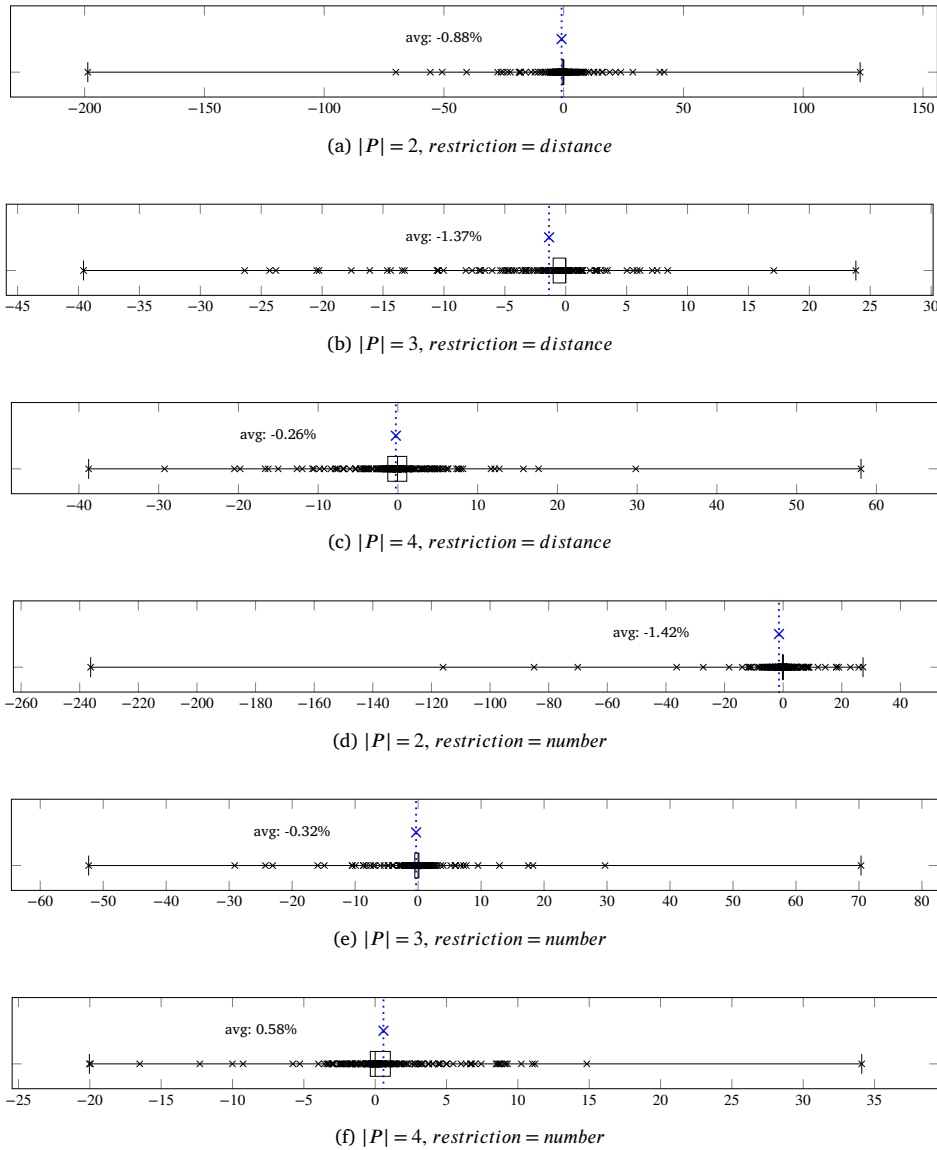 avg: -0.88%
−200 −150 −100 −50 0 50 100 150
(a) |P| = 2, restriction = distance
avg: -1.37%
−45 −40 −35 −30 −25 −20 −15 −10 −5 0 5 10 15 20 25 30
(b) |P| = 3, restriction = distance
avg: -0.26%
−40 −30 −20 −10 0 10 20 30 40 50 60
(c) |P| = 4, restriction = distance
avg: -1.42%
−260 −240 −220 −200 −180 −160 −140 −120 −100 −80 −60 −40 −20 0 20 40
(d) |P| = 2, restriction = number
avg: -0.32%
−60 −50 −40 −30 −20 −10 0 10 20 30 40 50 60 70 80
(e) |P| = 3, restriction = number
avg: 0.58%
−25 −20 −15 −10 −5 0 5 10 15 20 25 30 35
(f) |P| = 4, restriction = number